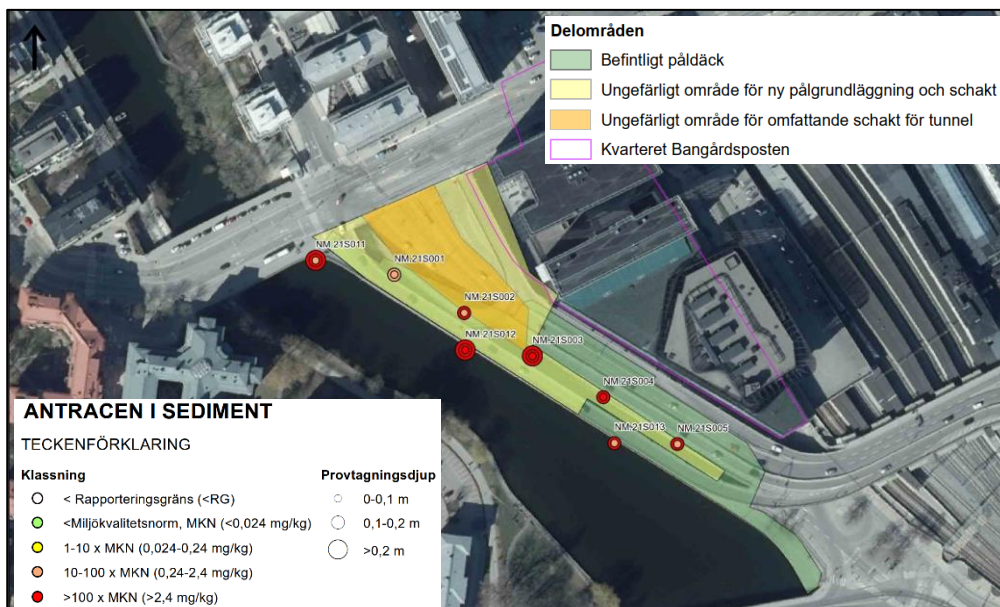 Delområden
Befintligt påldäck
Ungefärligt område för ny pålgrundläggning och schakt
Ungefärligt område för omfattande schakt för tunnel
Kvarteret Bangårdsposten
NM.21S011
NM.21S001
NM.21S002
NM.21S012
NM.21S003
NM.21S004
NM.21S013
NM.21S005
ANTRACEN I SEDIMENT
TECKENFÖRKLARING
Klassning
< Rapporteringsgräns (<RG)
<Miljökvalitetsnorm, MKN (<0,024 mg/kg)
1-10 x MKN (0,024-0,24 mg/kg)
10-100 x MKN (0,24-2,4 mg/kg)
>100 x MKN (>2,4 mg/kg)
Provtagningsdjup
0-0,1 m
0,1-0,2 m
>0,2 m